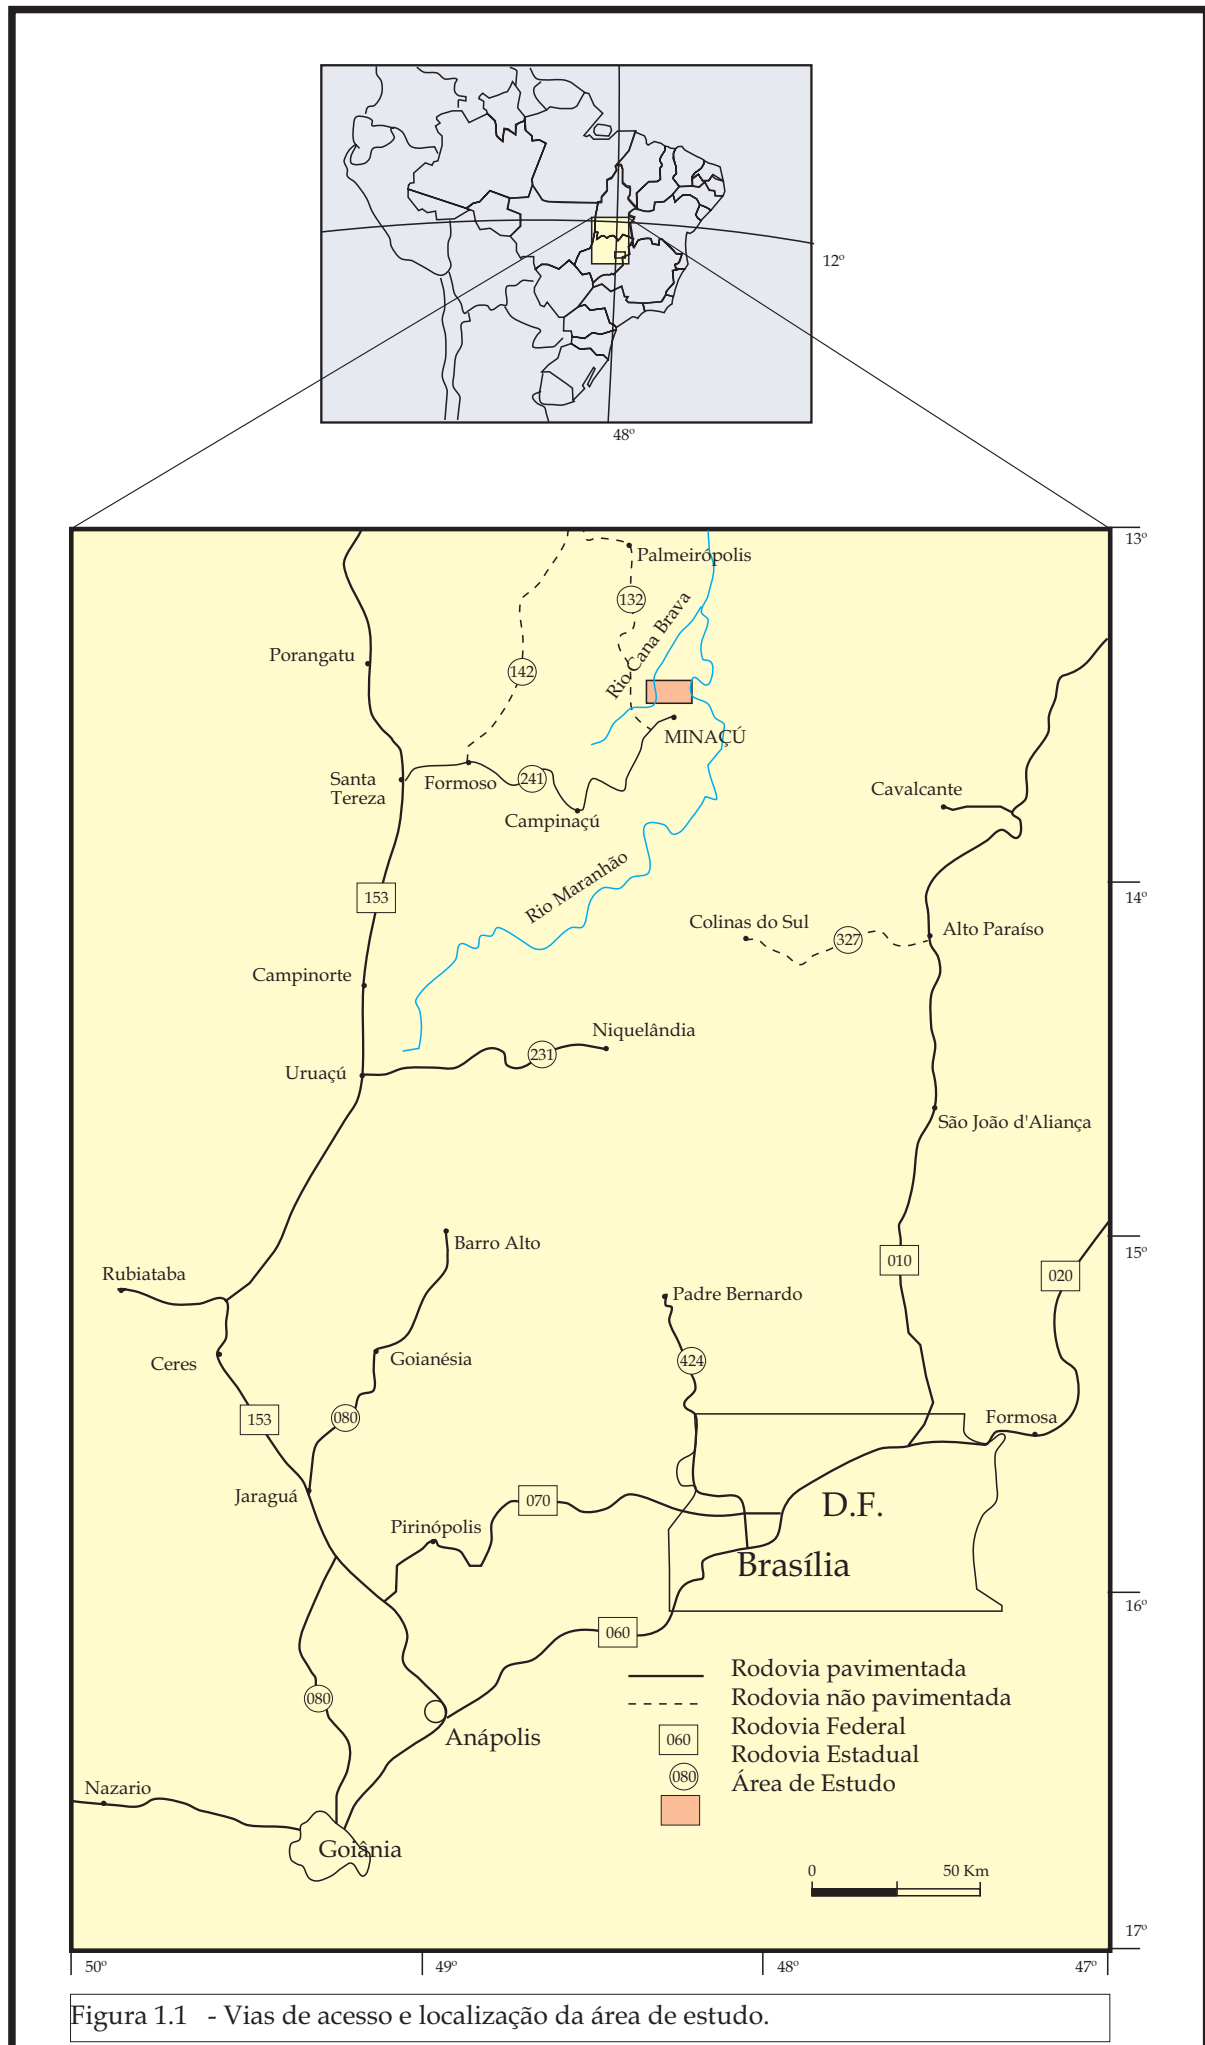 12º
48º
13º
Palmeirópolis
132
Rio Cana Brava
Porangatu
142
MINAÇÚ
Santa
Tereza
Formoso
241
Campinaçú
Cavalcante
Rio Maranhão
14º
153
Colinas do Sul
327
Alto Paraíso
Campinorte
Niquelândia
231
Uruaçú
São João d'Aliança
Barro Alto
15º
010
020
Rubiataba
Padre Bernardo
Ceres
Goianésia
424
153
080
Formosa
Jaraguá
070
D.F.
Pirinópolis
Brasília
16º
060
Rodovia pavimentada
Rodovia não pavimentada
080
060
Rodovia Federal
Anápolis
Rodovia Estadual
080
Área de Estudo
Nazario
Goiânia
0 50 Km
17º
50º 49º 48º 47º
Figura 1.1 - Vias de acesso e localização da área de estudo.